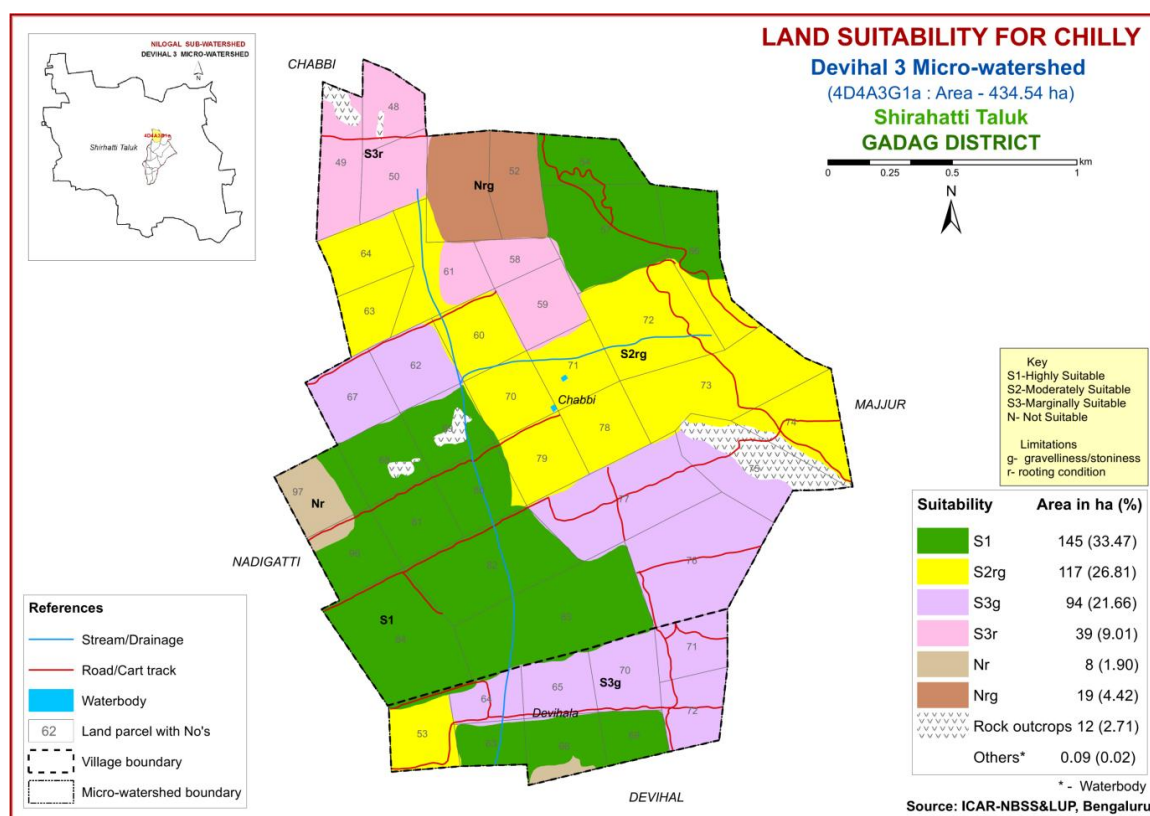 NILOGAL SUB-WATERSHED
DEVIHAL 3 MICRO-WATERSHED
N
4D4A3G1a
Shirhatti Taluk
LAND SUITABILITY FOR CHILLY
Devihal 3 Micro-watershed
(4D4A3G1a : Area - 434.54 ha)
Shirahatti Taluk
GADAG DISTRICT
0 0.25 0.5 1 km
N
CHABBI
48
49
S3r
50
Nrg
52
64
61
58
63
59
60
72
S2rg
62
71
67
70
Chabbi
73
MAJJUR
78
74
79
75
97
Nr
77
NADIGATTI
76
S1
71
70
65
S3g
64
Devihala
72
53
DEVIHAL
Key
S1-Highly Suitable
S2-Moderately Suitable
S3-Marginally Suitable
N- Not Suitable
Limitations
g- gravelliness/stoniness
r- rooting condition
Suitability Area in ha (%)
S1 145 (33.47)
S2rg 117 (26.81)
S3g 94 (21.66)
S3r 39 (9.01)
Nr 8 (1.90)
Nrg 19 (4.42)
Rock outcrops 12 (2.71)
Others* 0.09 (0.02)
* - Waterbody
Source: ICAR-NBSS&LUP, Bengaluru
References
Stream/Drainage
Road/Cart track
Waterbody
62 Land parcel with No's
Village boundary
Micro-watershed boundary